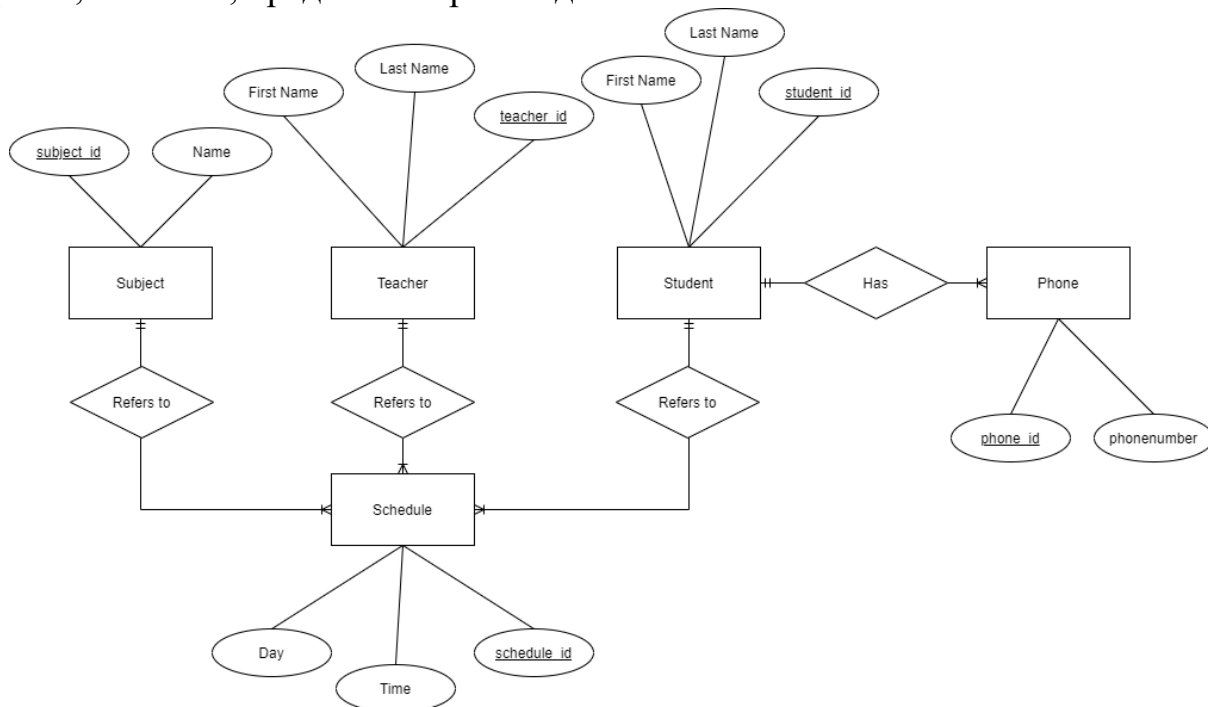 Last Name
Last Name
First Name
First Name
student_id
teacher_id
subject_id
Name
Subject
Teacher
Student
Has
Phone
Refers to
Refers to
Refers to
phone_id
phonenumber
Schedule
Day
schedule_id
Time